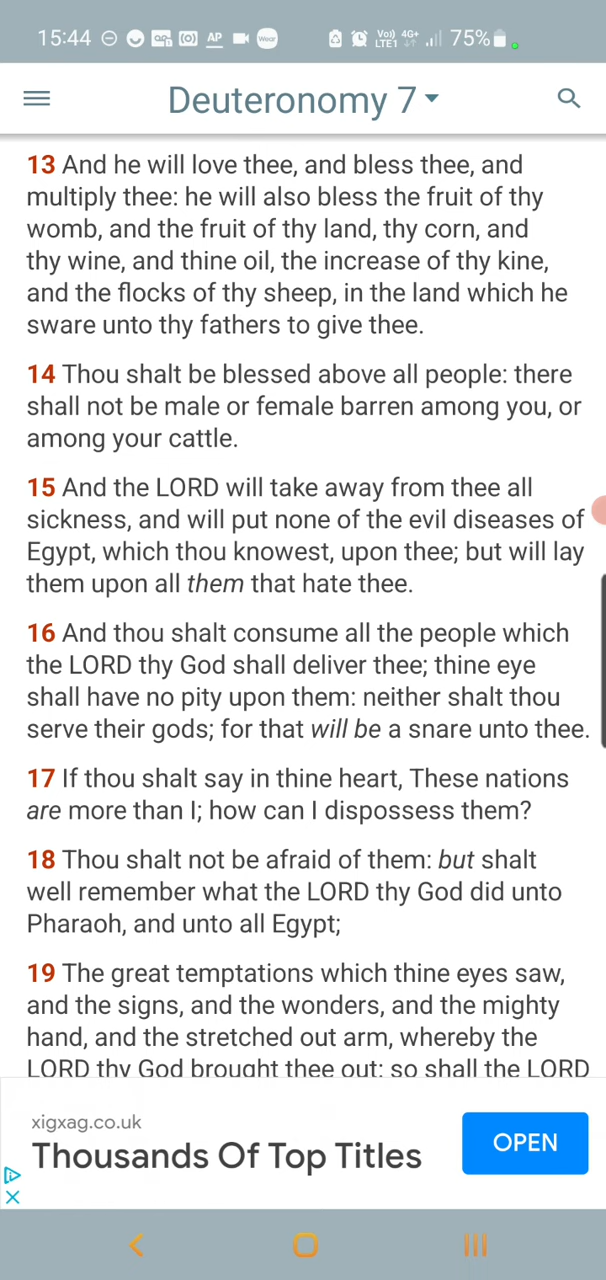 15:44 AP Wear Vo) LTE1 4G+ 75%
Deuteronomy 7
13 And he will love thee, and bless thee, and
multiply thee: he will also bless the fruit of thy
womb, and the fruit of thy land, thy corn, and
thy wine, and thine oil, the increase of thy kine,
and the flocks of thy sheep, in the land which he
sware unto thy fathers to give thee.
14 Thou shalt be blessed above all people: there
shall not be male or female barren among you, or
among your cattle.
15 And the LORD will take away from thee all
sickness, and will put none of the evil diseases of
Egypt, which thou knowest, upon thee; but will lay
them upon all them that hate thee.
16 And thou shalt consume all the people which
the LORD thy God shall deliver thee; thine eye
shall have no pity upon them: neither shalt thou
serve their gods; for that will be a snare unto thee.
17 If thou shalt say in thine heart, These nations
are more than I; how can I dispossess them?
18 Thou shalt not be afraid of them: but shalt
well remember what the LORD thy God did unto
Pharaoh, and unto all Egypt;
19 The great temptations which thine eyes saw,
and the signs, and the wonders, and the mighty
hand, and the stretched out arm, whereby the
LORD thy God brought thee out: so shall the LORD
xigxag.co.uk
Thousands Of Top Titles
OPEN